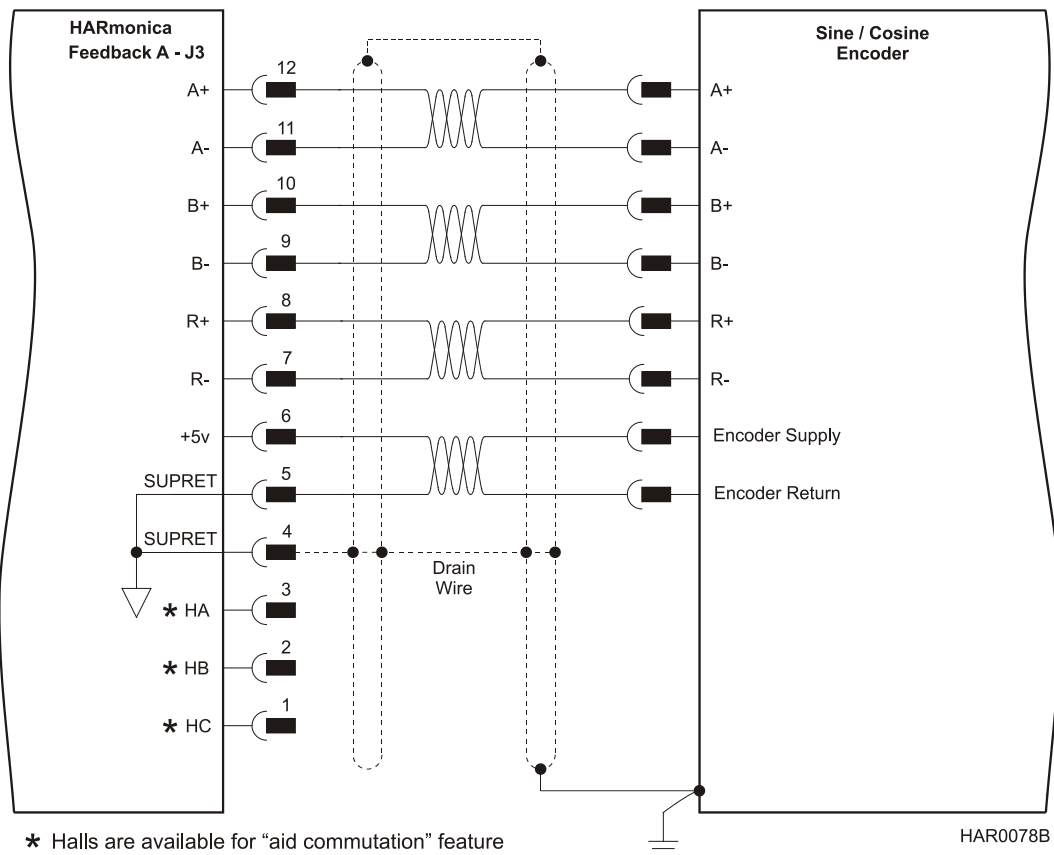 HARmonica
Feedback A - J3
Sine / Cosine
Encoder
A+ 12 A+
A- 11 A-
B+ 10 B+
B- 9 B-
R+ 8 R+
R- 7 R-
+5v 6 Encoder Supply
SUPRET 5 Encoder Return
SUPRET 4
Drain
Wire
* HA 3
* HB 2
* HC 1
* Halls are available for “aid commutation” feature
HAR0078B